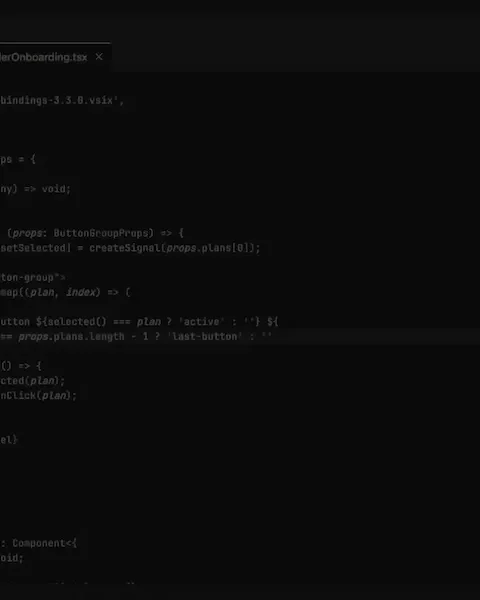 lerOnboarding.tsx ×
bindings-3.3.0.vsix',
ps = {
ny) => void;
(props: ButtonGroupProps) => {
setSelected] = createSignal(props.plans[0]);
ton-group">
map((plan, index) => (
utton ${selected() === plan ? 'active' : ''} ${
== props.plans.length - 1 ? 'last-button' : ''
() => {
cted(plan);
nClick(plan);
el}
: Component<{
oid;